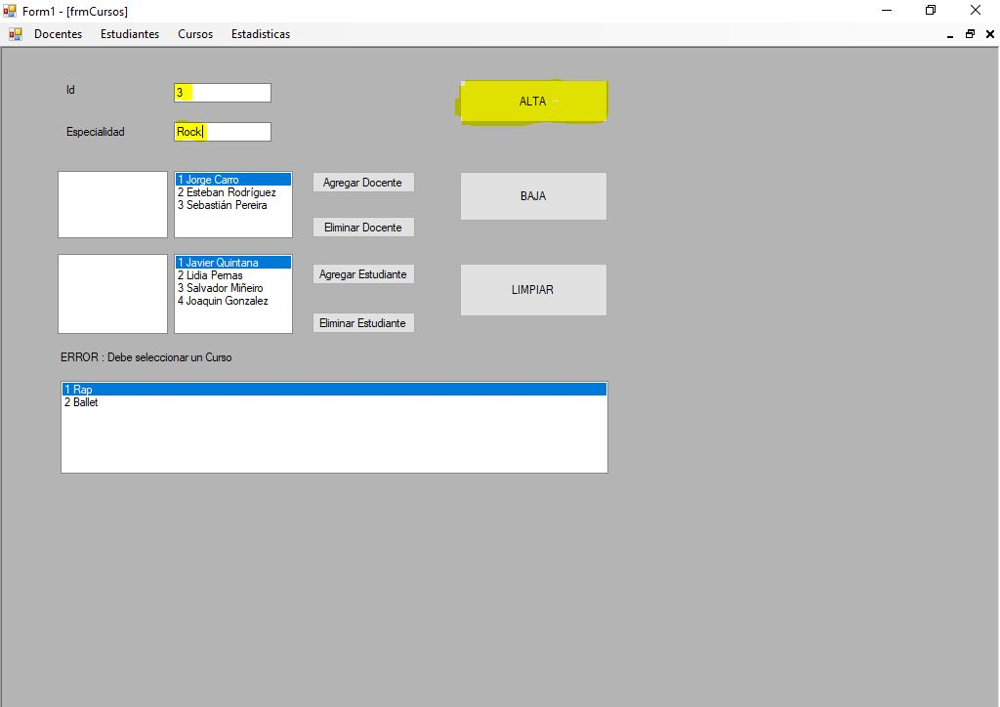 Form1 - [frmCursos]
Docentes Estudiantes Cursos Estadisticas
Id
3
ALTA
Especialidad
Rock
1 Jorge Carro
2 Esteban Rodríguez
3 Sebastián Pereira
Agregar Docente
Eliminar Docente
BAJA
1 Javier Quintana
2 Lidia Pernas
3 Salvador Miñeiro
4 Joaquin Gonzalez
Agregar Estudiante
Eliminar Estudiante
LIMPIAR
ERROR : Debe seleccionar un Curso
1 Rap
2 Ballet